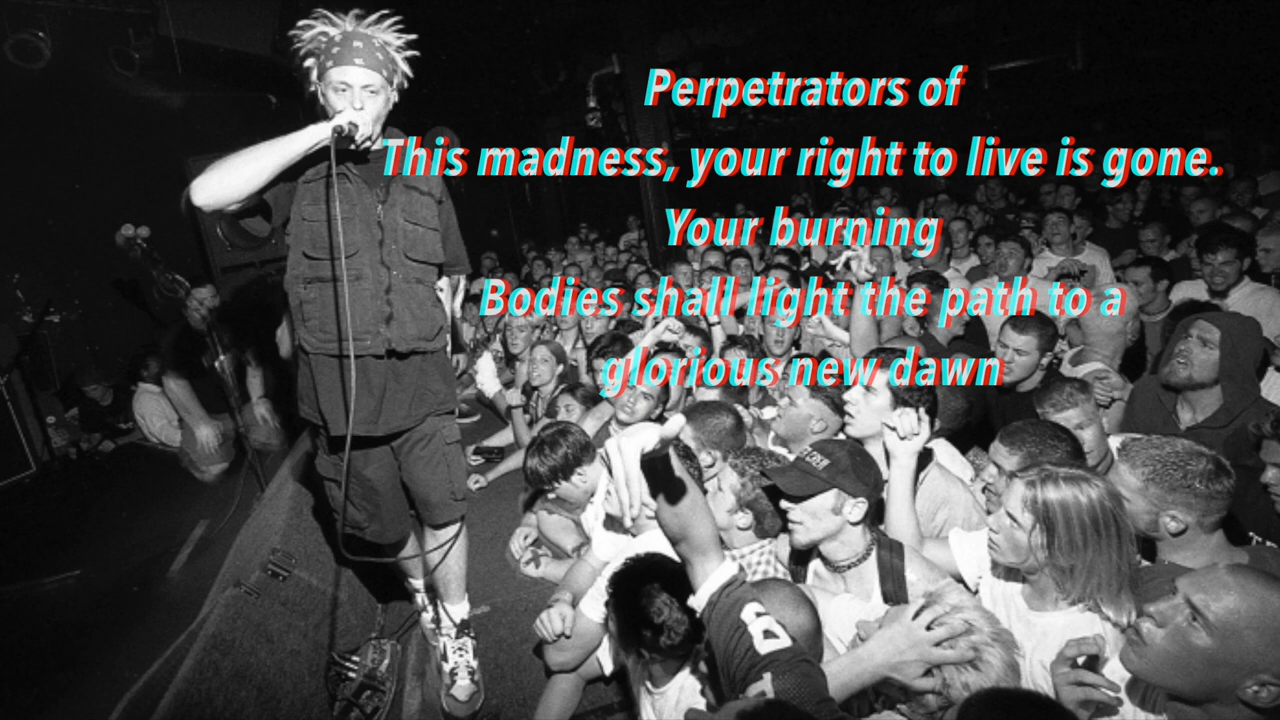 Perpetrators of
This madness, your right to live is gone.
Your burning
Bodies shall light the path to a
glorious new dawn